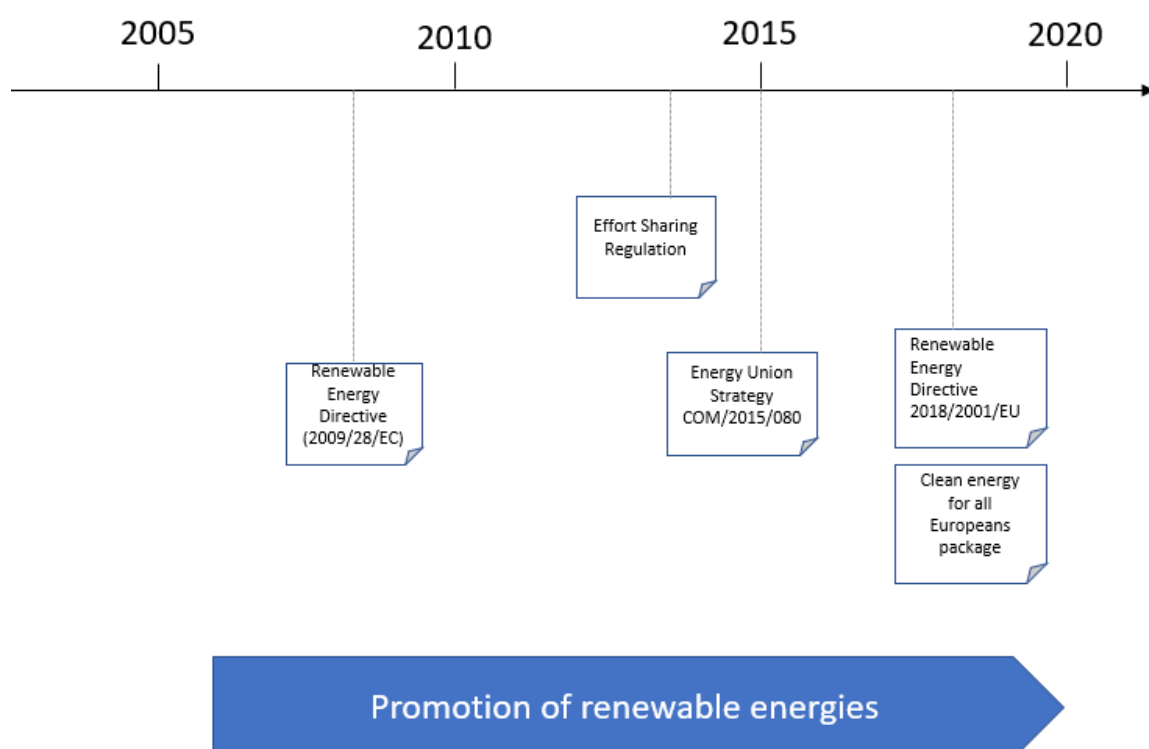 2005
2010
2015
2020
Effort Sharing
Regulation
Renewable
Energy
Directive
(2009/28/EC)
Energy Union
Strategy
COM/2015/080
Renewable
Energy
Directive
2018/2001/EU
Clean energy
for all
Europeans
package
Promotion of renewable energies